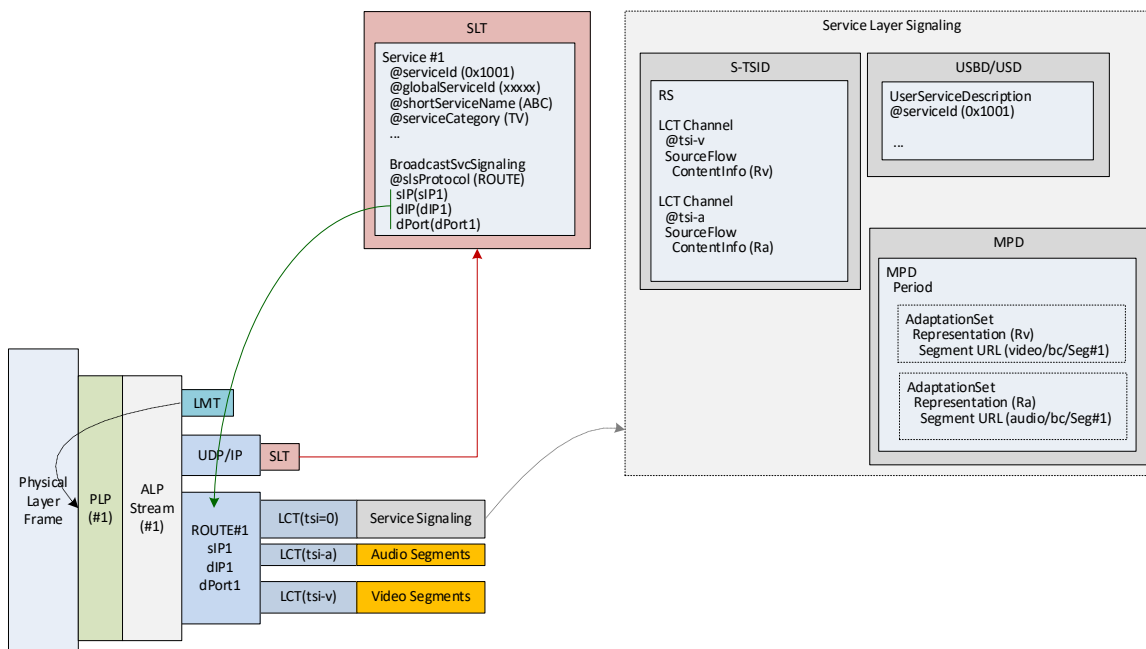 SLT
Service #1
@serviceId (0x1001)
@globalServiceId (xxxxx)
@shortServiceName (ABC)
@serviceCategory (TV)
...
BroadcastSvcSignaling
@slsProtocol (ROUTE)
sIP(sIP1)
dIP(dIP1)
dPort(dPort1)
Service Layer Signaling
S-TSID
RS
LCT Channel
@tsi-v
SourceFlow
ContentInfo (Rv)
LCT Channel
@tsi-a
SourceFlow
ContentInfo (Ra)
USBD/USD
UserServiceDescription
@serviceId (0x1001)
...
MPD
MPD
Period
AdaptationSet
Representation (Rv)
Segment URL (video/bc/Seg#1)
AdaptationSet
Representation (Ra)
Segment URL (audio/bc/Seg#1)
Physical
Layer
Frame
PLP
(#1)
ALP
Stream
(#1)
LMT
UDP/IP
SLT
ROUTE#1
sIP1
dIP1
dPort1
LCT(tsi=0)
Service Signaling
LCT(tsi-a)
Audio Segments
LCT(tsi-v)
Video Segments